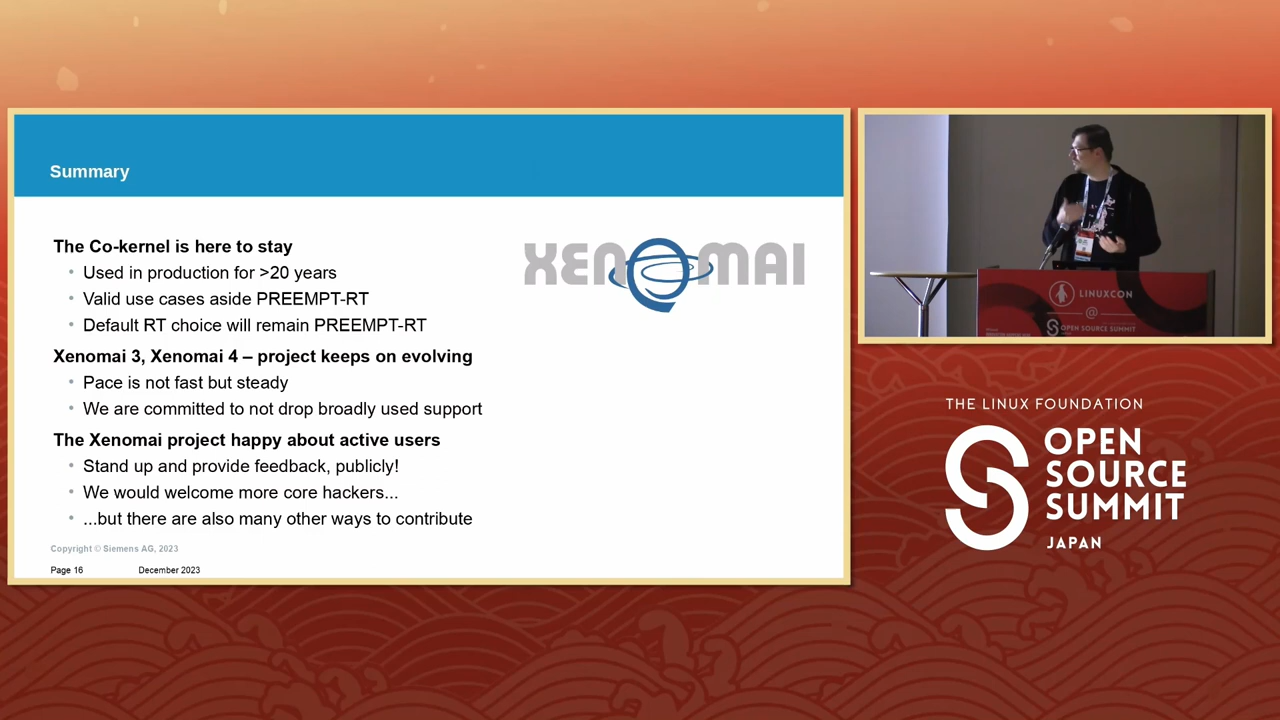 Summary
The Co-kernel is here to stay
Used in production for >20 years
Valid use cases aside PREEMPT-RT
Default RT choice will remain PREEMPT-RT
Xenomai 3, Xenomai 4 – project keeps on evolving
Pace is not fast but steady
We are committed to not drop broadly used support
The Xenomai project happy about active users
Stand up and provide feedback, publicly!
We would welcome more core hackers...
...but there are also many other ways to contribute
Copyright © Siemens AG, 2023
Page 16 December 2023
XENOMAI
LINUXCON
@
OPEN SOURCE SUMMIT
THE LINUX FOUNDATION
OPEN
SOURCE
SUMMIT
JAPAN